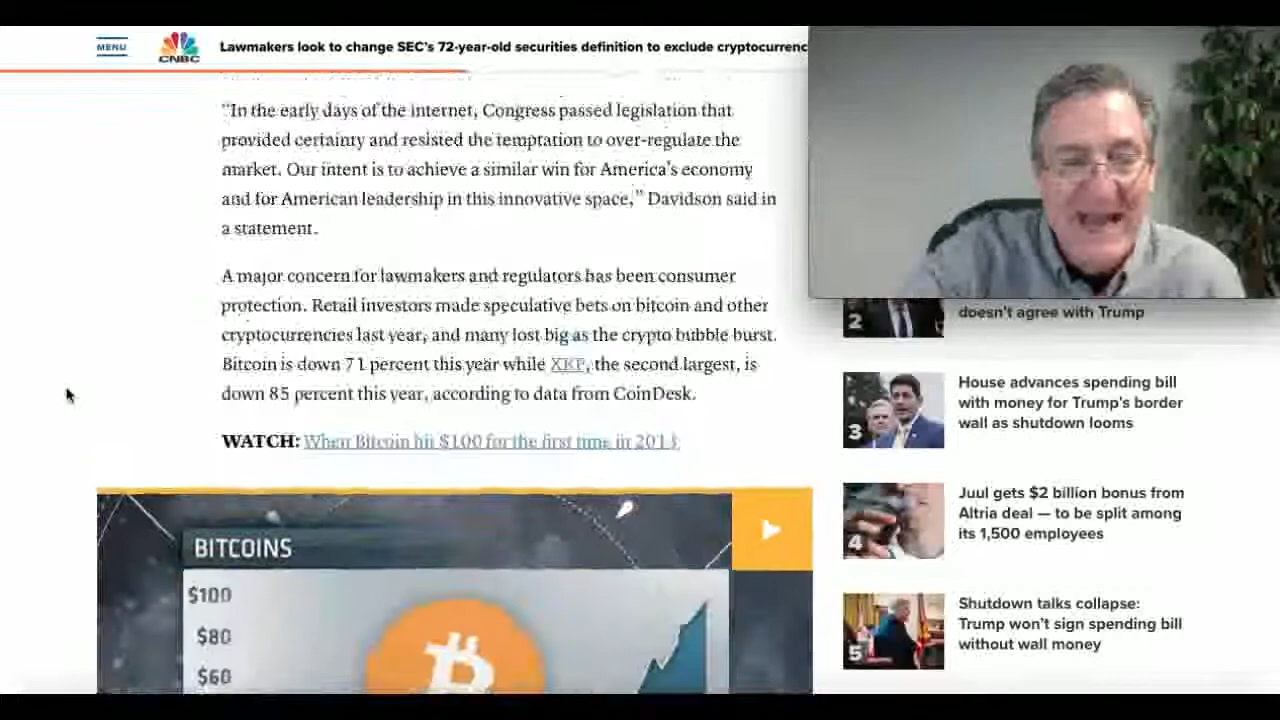 MENU
CNBC
Lawmakers look to change SEC's 72-year-old securities definition to exclude cryptocurrenc
"In the early days of the internet, Congress passed legislation that
provided certainty and resisted the temptation to over-regulate the
market. Our intent is to achieve a similar win for America's economy
and for American leadership in this innovative space," Davidson said in
a statement.
A major concern for lawmakers and regulators has been consumer
protection. Retail investors made speculative bets on bitcoin and other
cryptocurrencies last year, and many lost big as the crypto bubble burst.
Bitcoin is down 71 percent this year while XRP, the second largest, is
down 85 percent this year, according to data from CoinDesk.
WATCH: When Bitcoin hit $100 for the first time in 2013
BITCOINS
$100
$80
$60
2
doesn't agree with Trump
3
House advances spending bill
with money for Trump's border
wall as shutdown looms
4
Juul gets $2 billion bonus from
Altria deal — to be split among
its 1,500 employees
5
Shutdown talks collapse:
Trump won't sign spending bill
without wall money